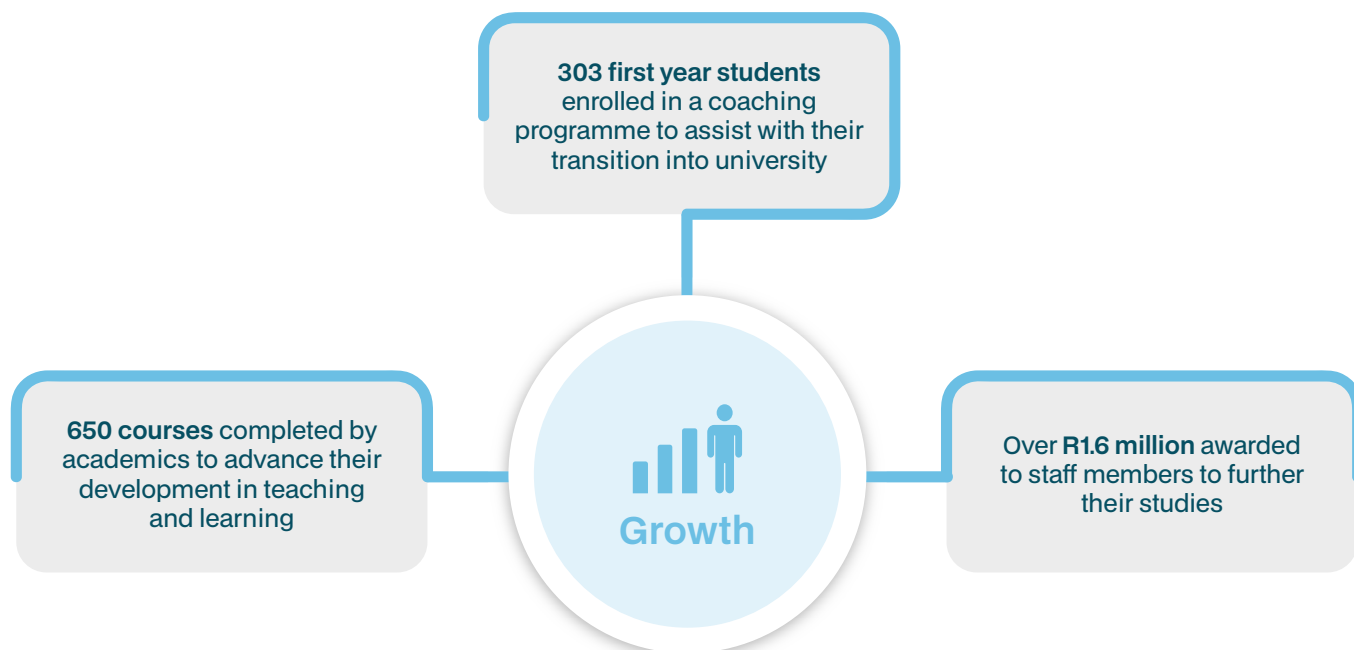 303 first year students
enrolled in a coaching
programme to assist with their
transition into university
650 courses completed by
academics to advance their
development in teaching
and learning
Over R1.6 million awarded
to staff members to further
their studies
Growth